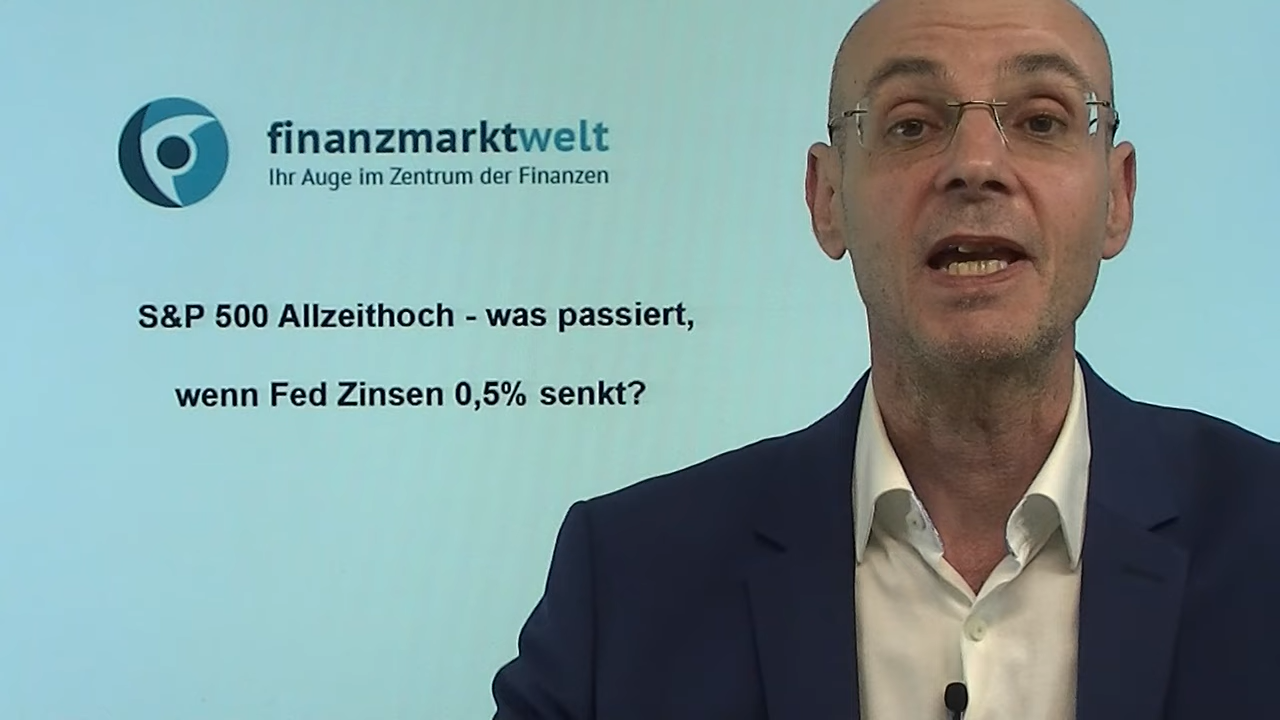 finanzmarktwelt
Ihr Auge im Zentrum der Finanzen
S&P 500 Allzeithoch - was passiert,
wenn Fed Zinsen 0,5% senkt?